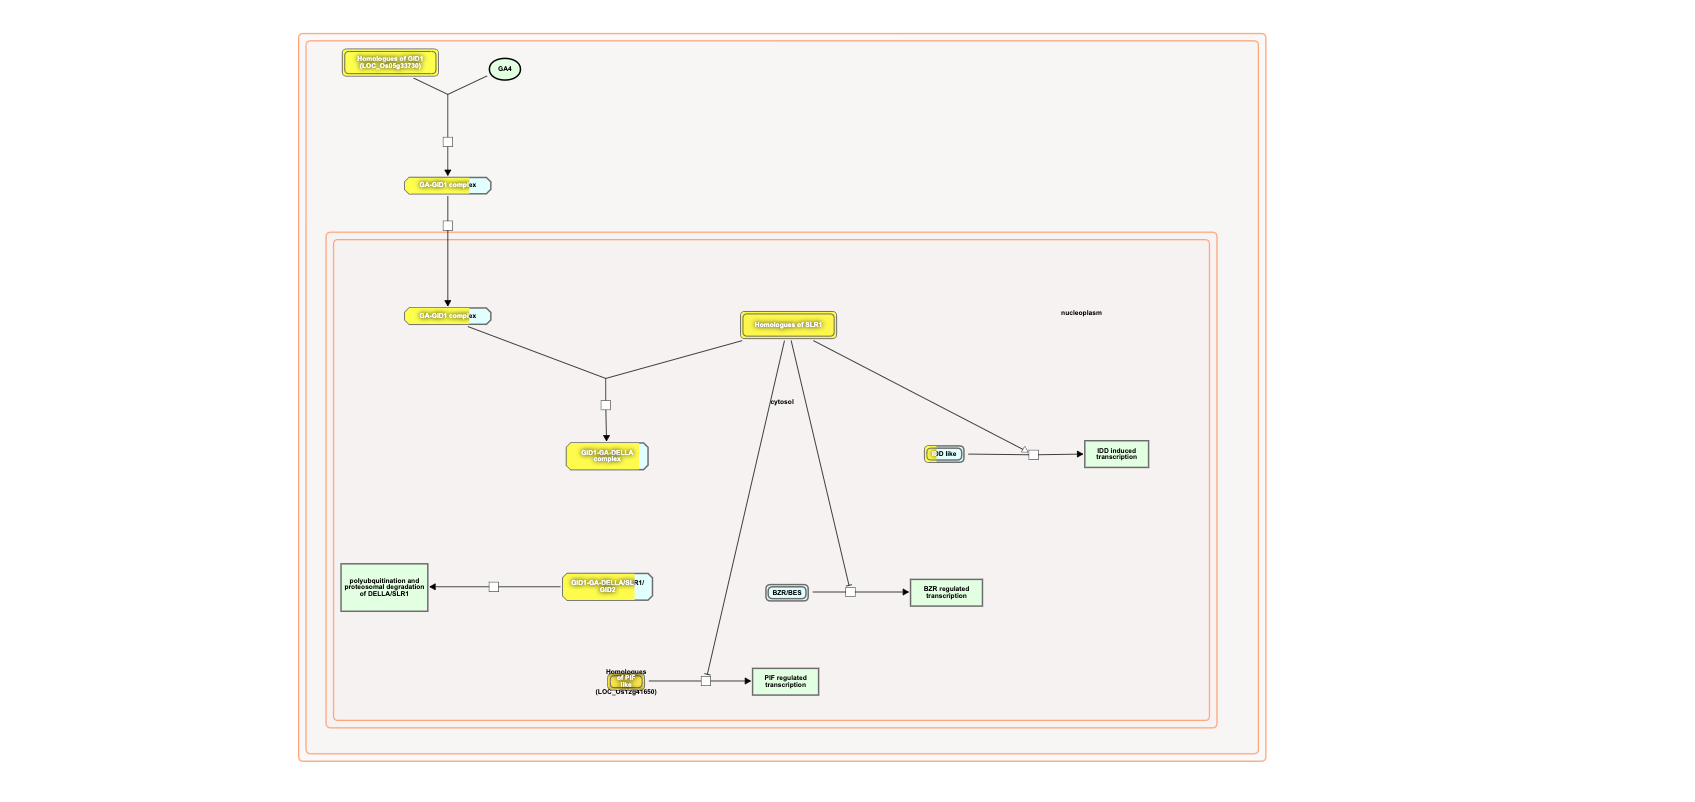 Homologues of GID1
(LOC_Os05g33730)
GA4
GA-GID1 complex
GA-GID1 complex
nucleoplasm
Homologues of SLR1
cytosol
GID1-GA-DELLA
complex
IDD like
IDD induced
transcription
polyubquitination and
proteosomal degradation
of DELLA/SLR1
GID1-GA-DELLA/SLR1/
GID2
BZR/BES
BZR regulated
transcription
Homologues
of PIF
like
(LOC_Os12g41650)
PIF regulated
transcription